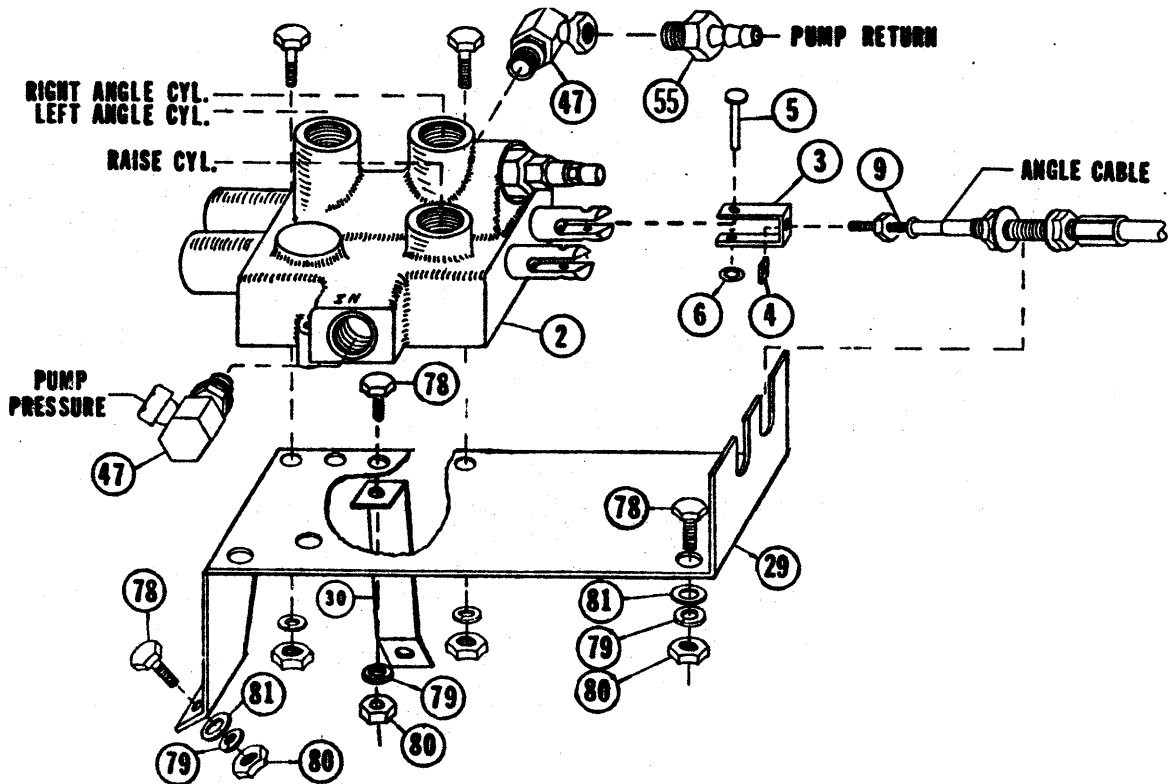 PUMP RETURN
47
55
5
RIGHT ANGLE CYL.
LEFT ANGLE CYL.
RAISE CYL.
3
9
ANGLE CABLE
IN
6
4
2
PUMP
PRESSURE
78
47
78
29
78
30
81
79
81
79
80
79
80
80